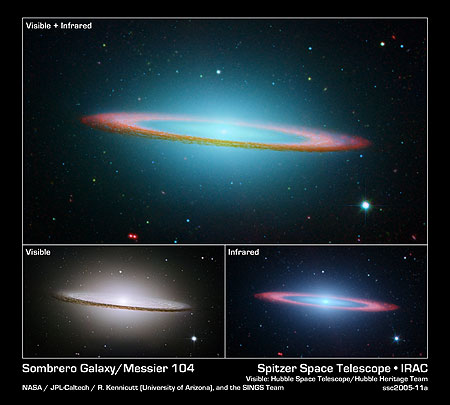 Visible + Infrared
Visible
Infrared
Sombrero Galaxy/Messier 104
Spitzer Space Telescope • IRAC
Visible: Hubble Space Telescope/Hubble Heritage Team
NASA / JPL-Caltech / R. Kennicutt (University of Arizona), and the SINGS Team
ssc2005-11a